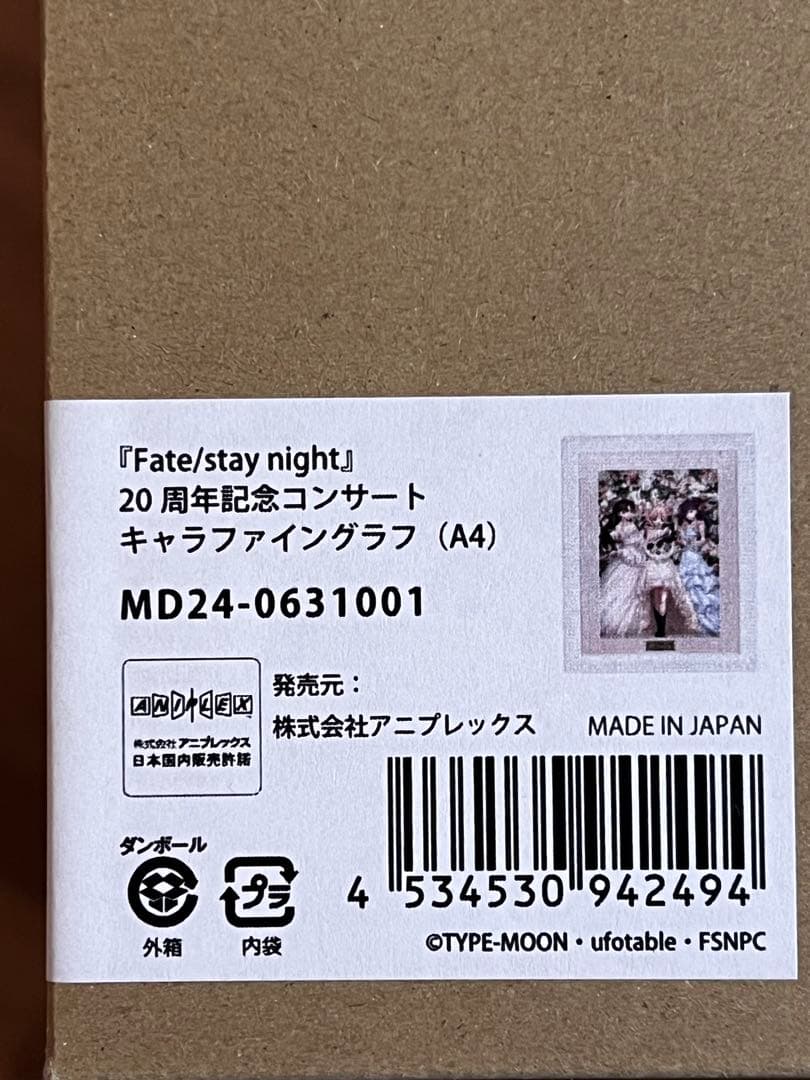 『Fate/stay night』
20 周年記念コンサート
キャラファイングラフ（A4）
MD24-0631001
ANIPLEX
株式会社アニプレックス
日本国内販売許諾
発売元：
株式会社アニプレックス
MADE IN JAPAN
ダンボール
外箱
プラ
内袋
4 534530 942494
©TYPE-MOON・ufotable・FSNPC